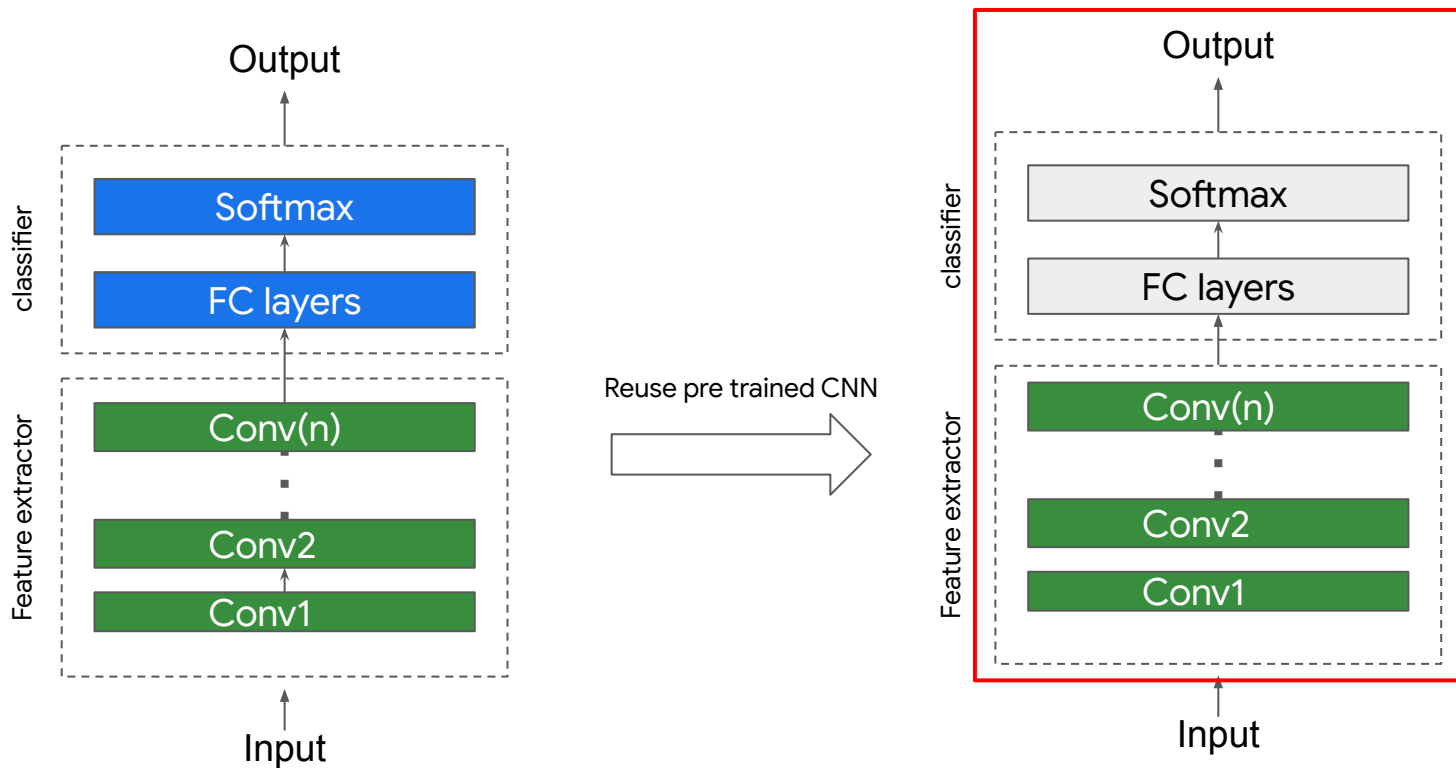 Output
classifier
Softmax
FC layers
Feature extractor
Conv(n)
Conv2
Conv1
Input
Reuse pre trained CNN
Output
classifier
Softmax
FC layers
Feature extractor
Conv(n)
Conv2
Conv1
Input